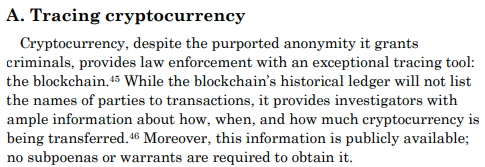 A. Tracing cryptocurrency
Cryptocurrency, despite the purported anonymity it grants
criminals, provides law enforcement with an exceptional tracing tool:
the blockchain.45 While the blockchain’s historical ledger will not list
the names of parties to transactions, it provides investigators with
ample information about how, when, and how much cryptocurrency is
being transferred.46 Moreover, this information is publicly available;
no subpoenas or warrants are required to obtain it.